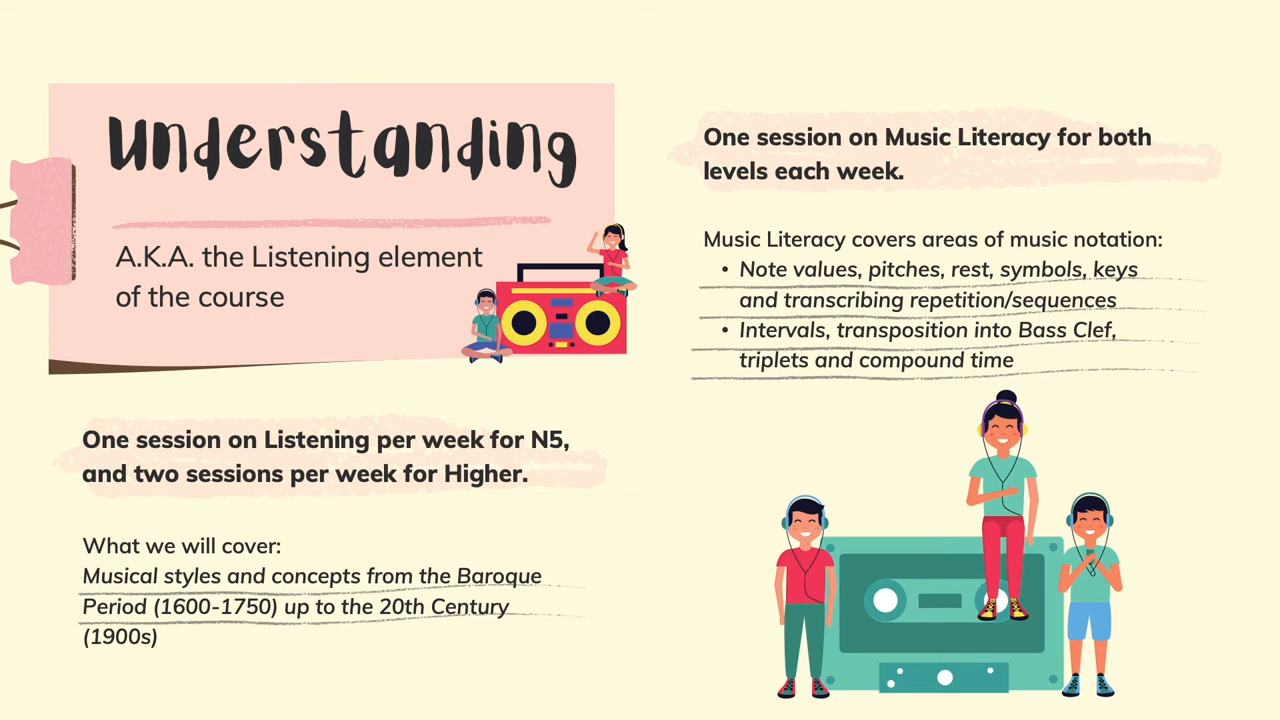 Understanding
A.K.A. the Listening element
of the course
One session on Listening per week for N5,
and two sessions per week for Higher.
What we will cover:
Musical styles and concepts from the Baroque
Period (1600-1750) up to the 20th Century
(1900s)
One session on Music Literacy for both
levels each week.
Music Literacy covers areas of music notation:
• Note values, pitches, rest, symbols, keys
and transcribing repetition/sequences
• Intervals, transposition into Bass Clef,
triplets and compound time